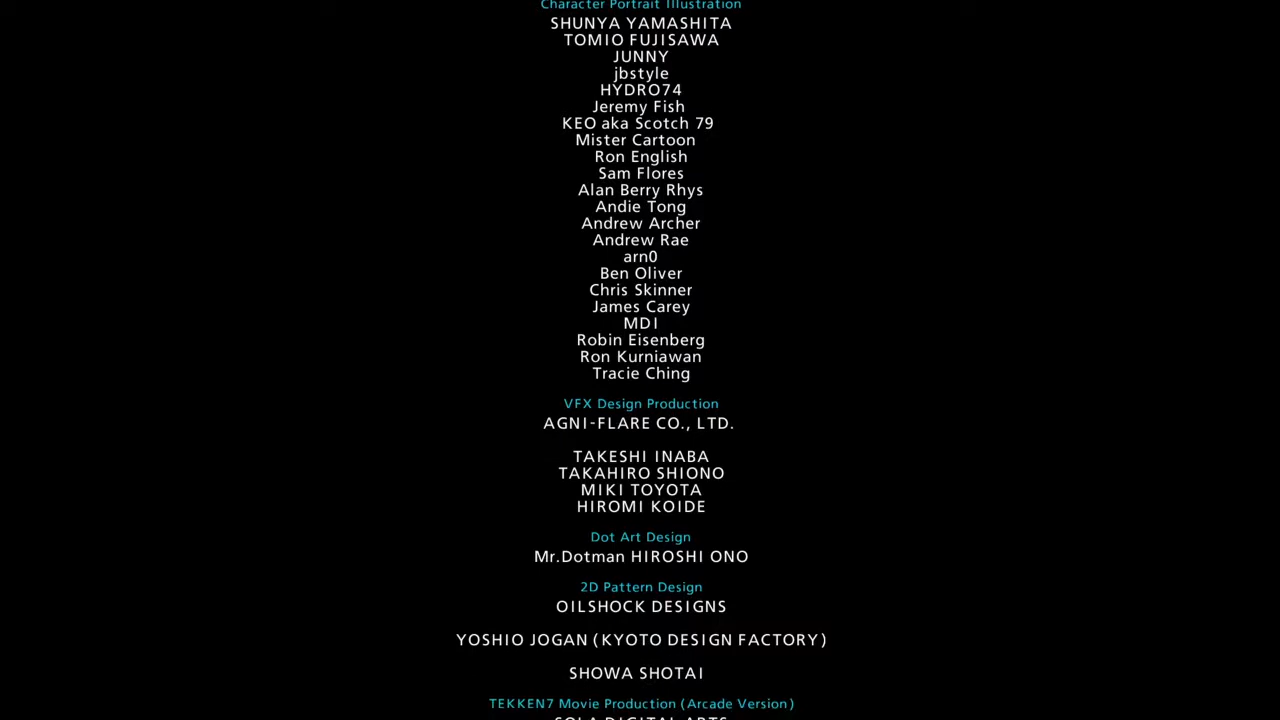 Character Portrait Illustration
SHUNYA YAMASHITA
TOMIO FUJISAWA
JUNNY
jbstyle
HYDRO74
Jeremy Fish
KEO aka Scotch 79
Mister Cartoon
Ron English
Sam Flores
Alan Berry Rhys
Andie Tong
Andrew Archer
Andrew Rae
arn0
Ben Oliver
Chris Skinner
James Carey
MDI
Robin Eisenberg
Ron Kurniawan
Tracie Ching
VFX Design Production
AGNI-FLARE CO., LTD.
TAKESHI INABA
TAKAHIRO SHIONO
MIKI TOYOTA
HIROMI KOIDE
Dot Art Design
Mr.Dotman HIROSHI ONO
2D Pattern Design
OILSHOCK DESIGNS
YOSHIO JOGAN (KYOTO DESIGN FACTORY)
SHOWA SHOTAI
TEKKEN7 Movie Production (Arcade Version)
SOLA DIGITAL ARTS